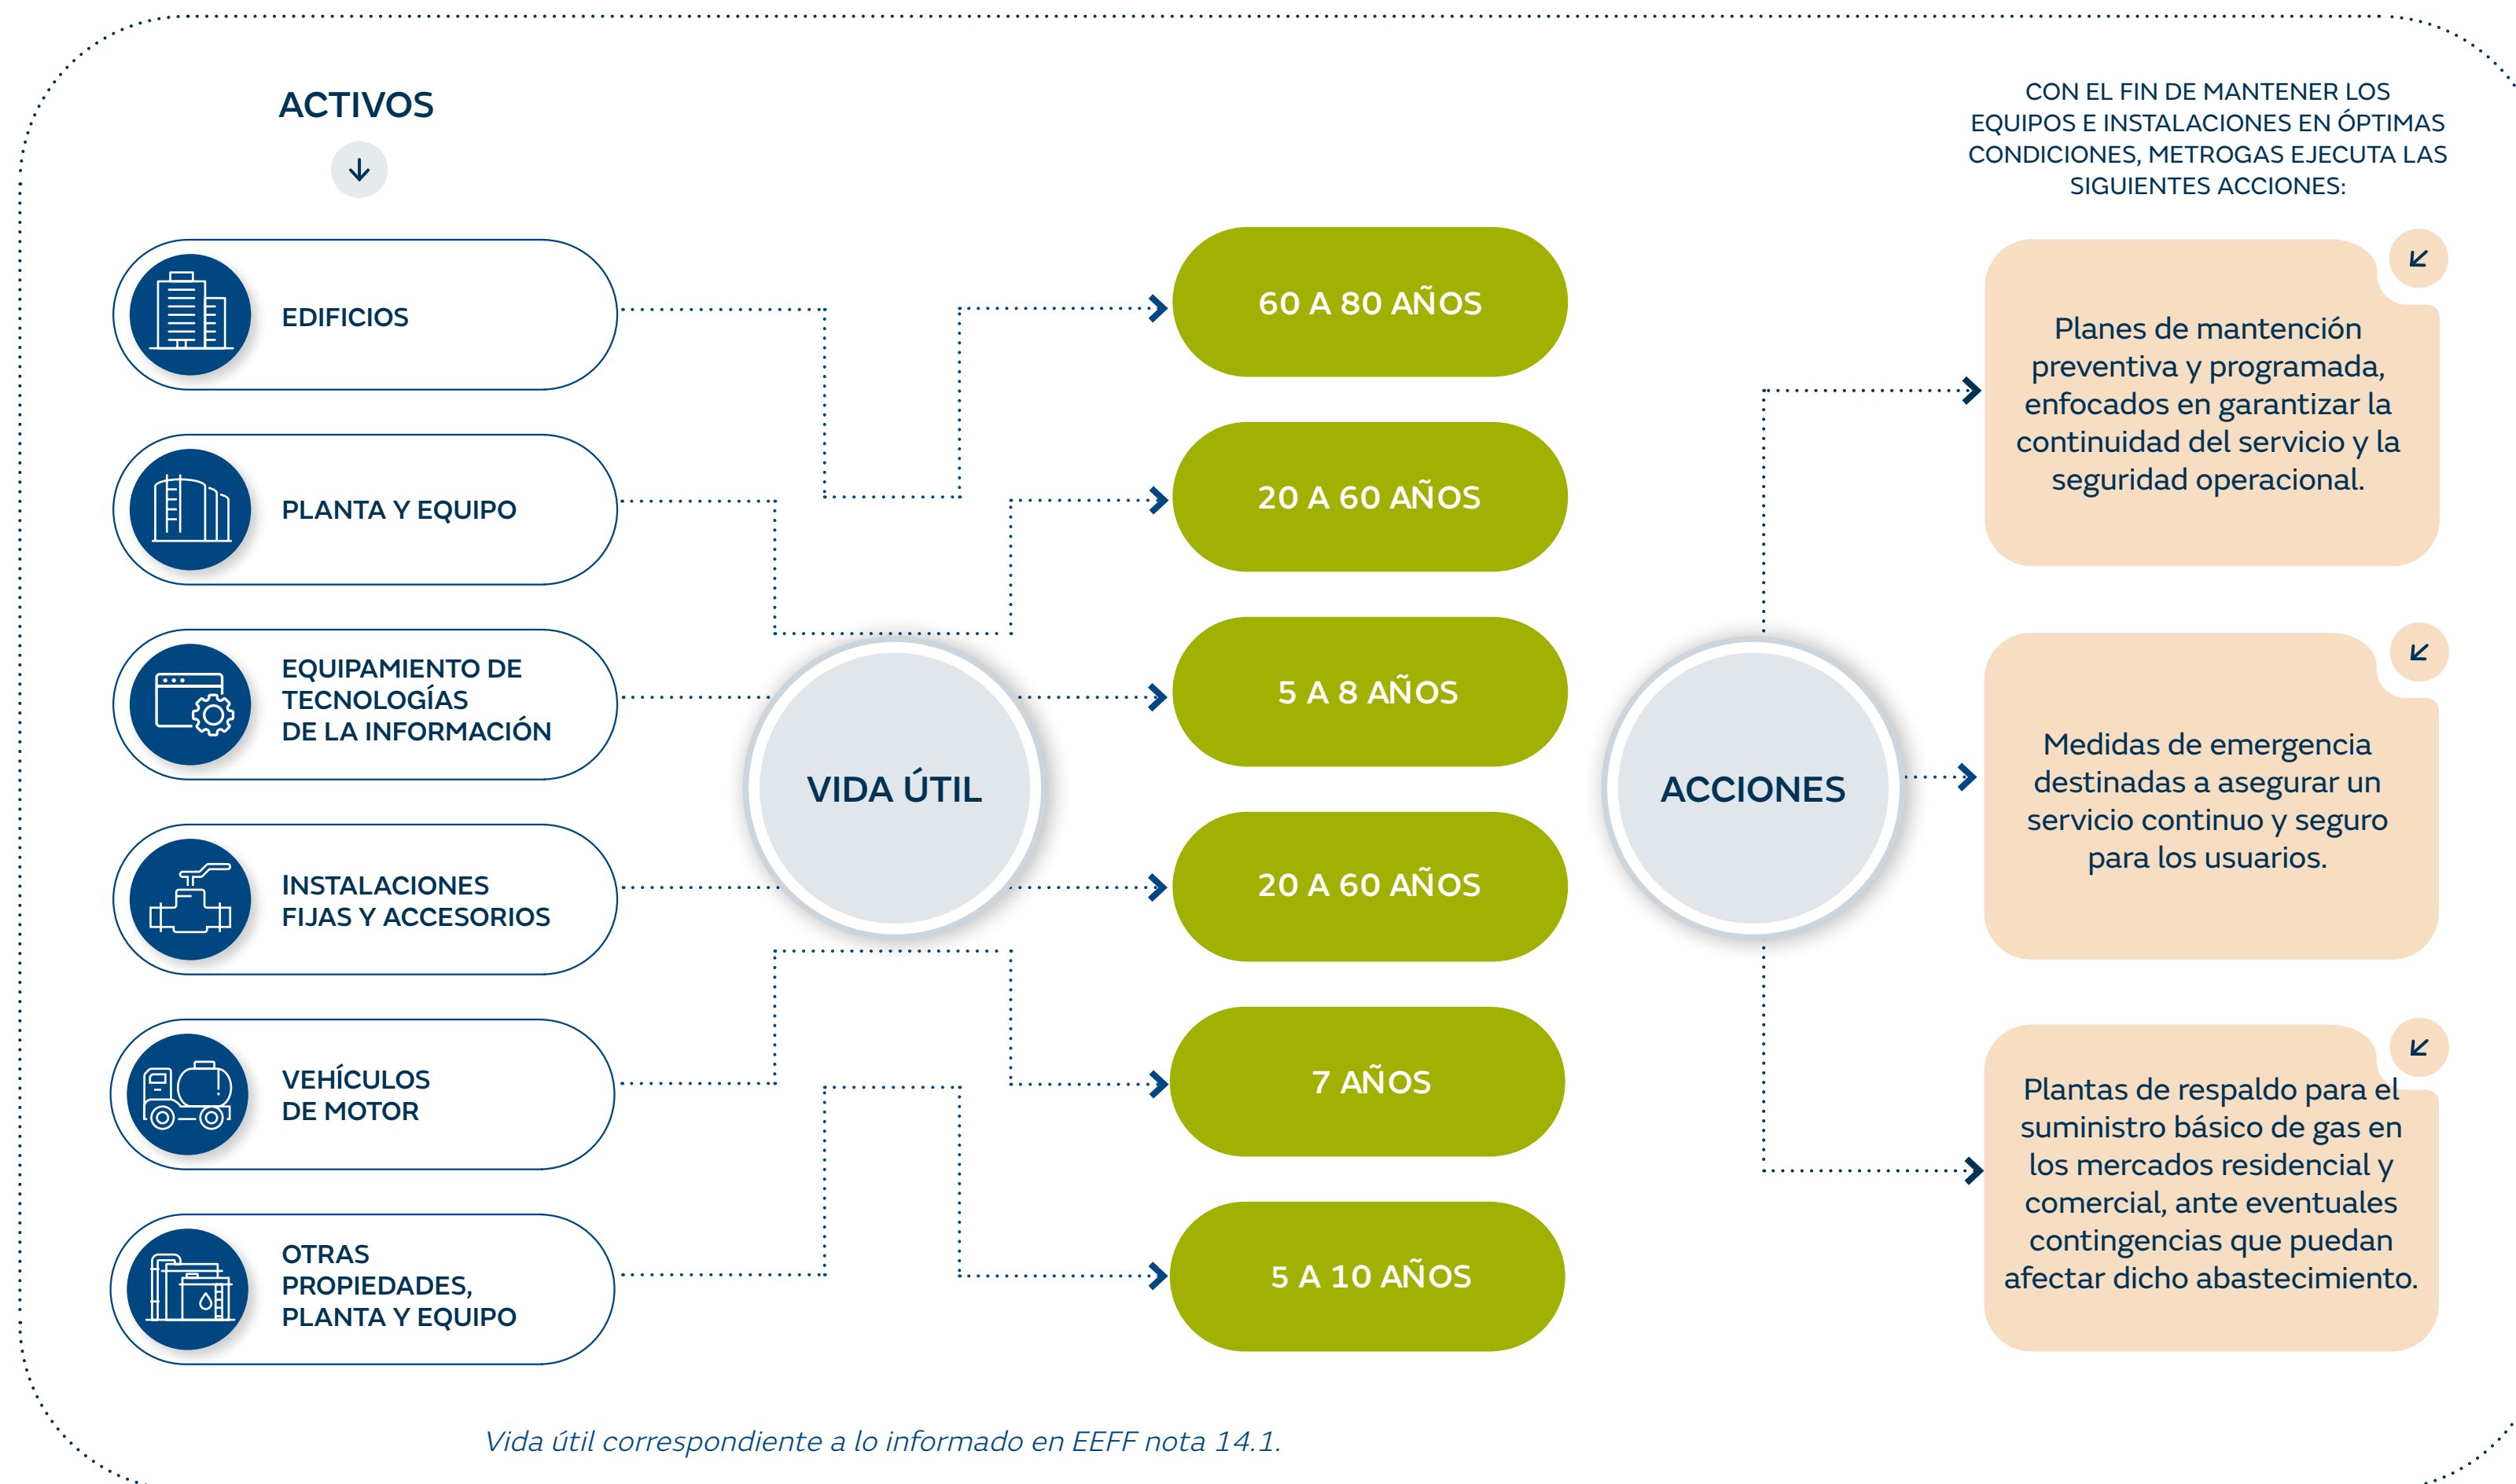 ACTIVOS
EDIFICIOS
PLANTA Y EQUIPO
EQUIPAMIENTO DE
TECNOLOGÍAS
DE LA INFORMACIÓN
INSTALACIONES
FIJAS Y ACCESORIOS
VEHÍCULOS
DE MOTOR
OTRAS
PROPIEDADES,
PLANTA Y EQUIPO
VIDA ÚTIL
60 A 80 AÑOS
20 A 60 AÑOS
5 A 8 AÑOS
20 A 60 AÑOS
7 AÑOS
5 A 10 AÑOS
ACCIONES
CON EL FIN DE MANTENER LOS
EQUIPOS E INSTALACIONES EN ÓPTIMAS
CONDICIONES, METROGAS EJECUTA LAS
SIGUIENTES ACCIONES:
Planes de mantención
preventiva y programada,
enfocados en garantizar la
continuidad del servicio y la
seguridad operacional.
Medidas de emergencia
destinadas a asegurar un
servicio continuo y seguro
para los usuarios.
Plantas de respaldo para el
suministro básico de gas en
los mercados residencial y
comercial, ante eventuales
contingencias que puedan
afectar dicho abastecimiento.
Vida útil correspondiente a lo informado en EEFF nota 14.1.